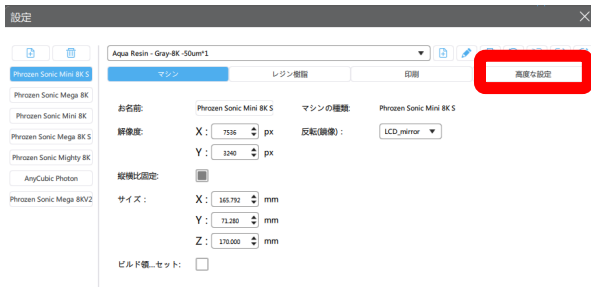 設定
Aqua Resin - Gray-8K -50um*1
Phrozen Sonic Mini 8K S
Phrozen Sonic Mega 8K
Phrozen Sonic Mini 8K
Phrozen Sonic Mega 8K S
Phrozen Sonic Mighty 8K
AnyCubic Photon
Phrozen Sonic Mega 8KV2
マシン
レジン樹脂
印刷
高度な設定
お名前: Phrozen Sonic Mini 8K S マシンの種類: Phrozen Sonic Mini 8K S
解像度: X : 7536 px 反転(鏡像) : LCD_mirror
Y : 3240 px
縦横比固定:
サイズ : X : 165.792 mm
Y : 71.280 mm
Z : 170.000 mm
ビルド領...セット: